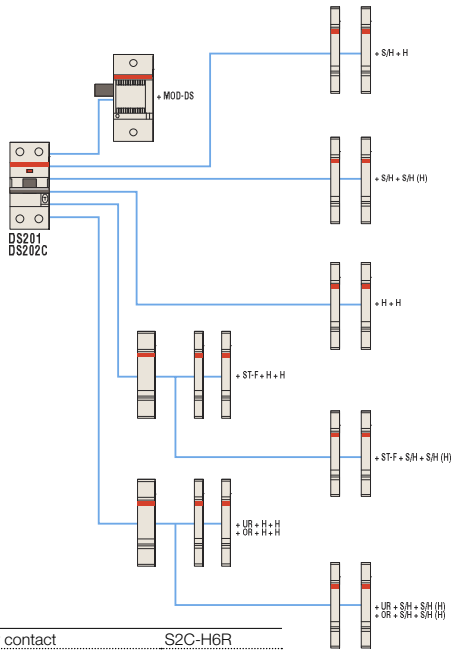 + S/H + H
+ MOD-DS
+ S/H + S/H (H)
DS201
DS202C
+ H + H
+ ST-F + H + H
+ ST-F + S/H + S/H (H)
+ UR + H + H
+ OR + H + H
+ UR + S/H + S/H (H)
+ OR + S/H + S/H (H)
contact S2C-H6R